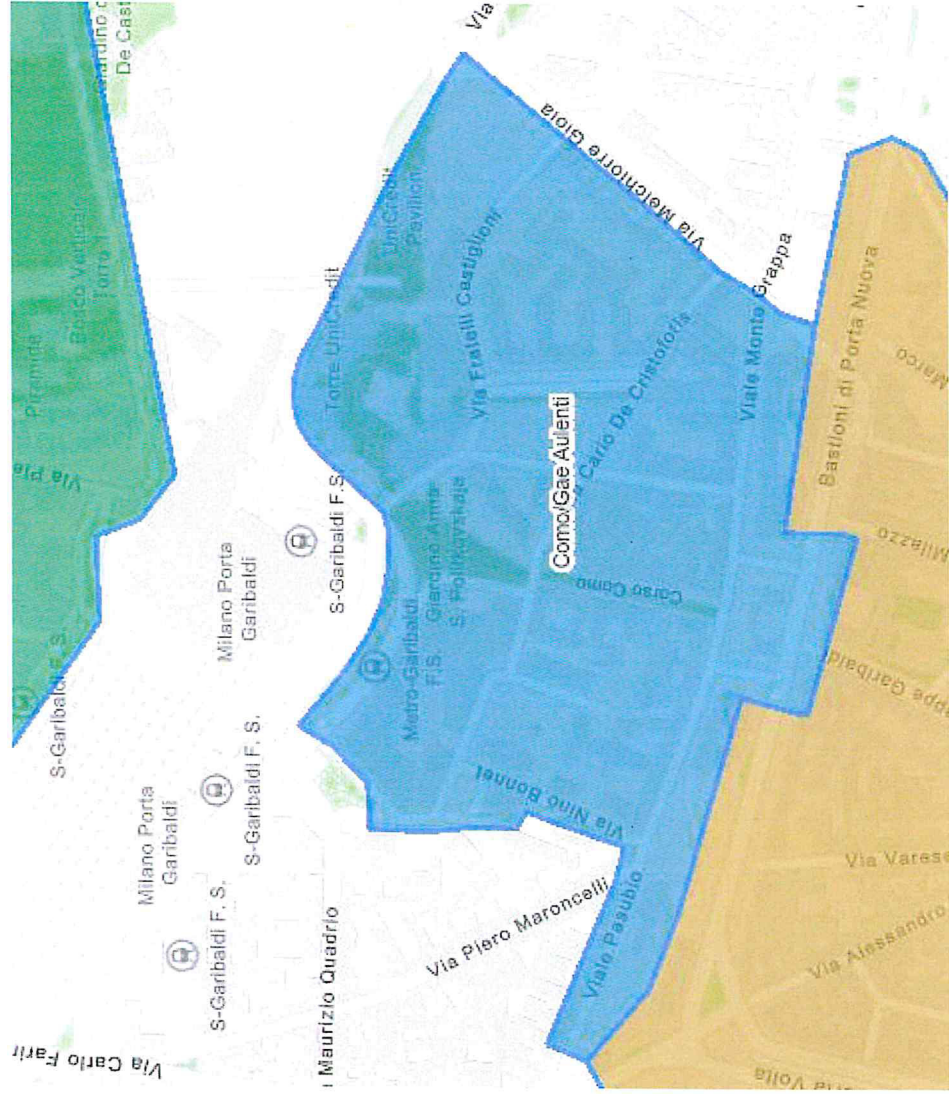 Giardino d
De Cast
Via
Bosco Verticale
Torre
Piramide
Via Pla
UniCredit
Pavilion
Torre UniCredit
Via Melchiorre Gioia
Via Fratelli Castiglioni
Viale Monte Grappa
Bastioni di Porta Nuova
Marco
S-Garibaldi F.S.
Milano Porta
Garibaldi
Giardino Anna
S. Politkovskaja
Como/Gae Aulenti
Carlo De Cristoforis
Corso Como
Milazzo
Metro-Garibaldi
F.S.
S-Garibaldi F. S.
S-Garibaldi F. S.
Milano Porta
Garibaldi
Via Nino Bonnet
ppe Garibaldi
Via Varese
S-Garibaldi F. S.
Via Piero Maroncelli
Viale Pasubio
Via Alessandro
Maurizio Quadrio
Via Carlo Farir
rta Volta